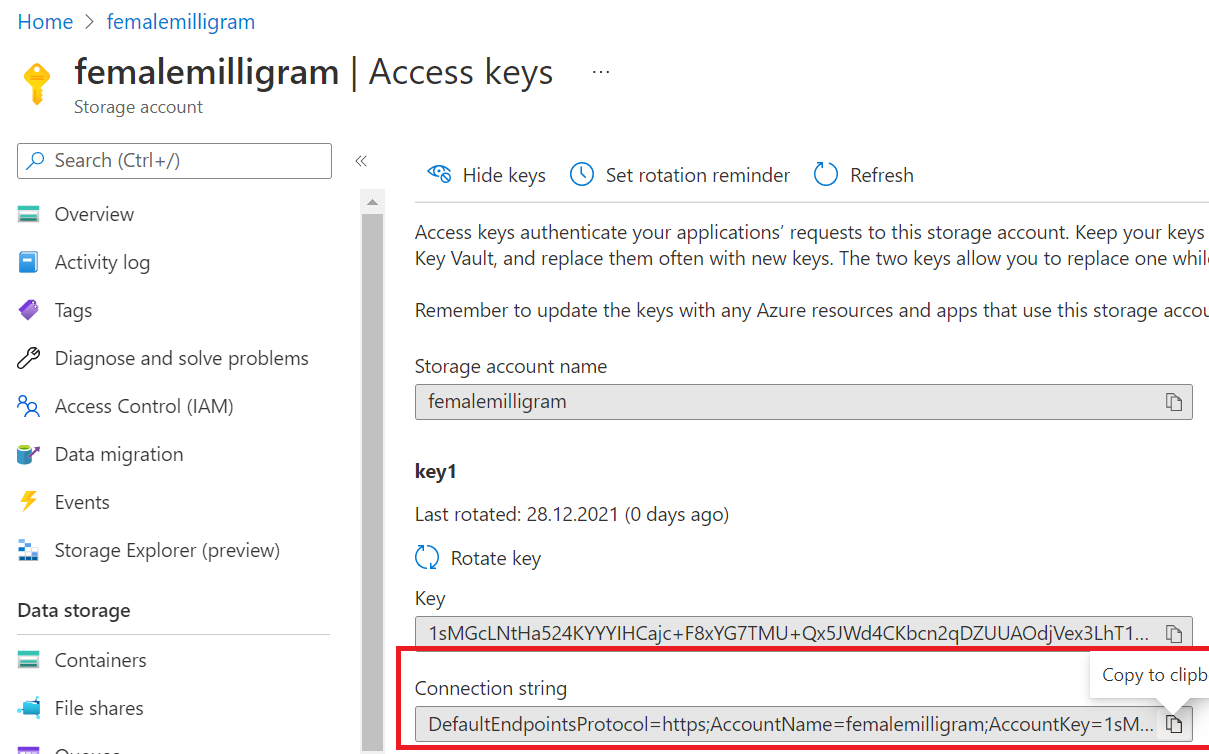 Home > femalemilligram
femalemilligram | Access keys ...
Storage account
Search (Ctrl+/)
«
Overview
Activity log
Tags
Diagnose and solve problems
Access Control (IAM)
Data migration
Events
Storage Explorer (preview)
Data storage
Containers
File shares
Queues
Hide keys
Set rotation reminder
Refresh
Access keys authenticate your applications’ requests to this storage account. Keep your keys
Key Vault, and replace them often with new keys. The two keys allow you to replace one while
Remember to update the keys with any Azure resources and apps that use this storage accou
Storage account name
femalemilligram
key1
Last rotated: 28.12.2021 (0 days ago)
Rotate key
Key
1sMGcLNtHa524KYYYIHCajc+F8xYG7TMU+Qx5JWd4CKbcn2qDZUUAOdjVex3LhT1...
Copy to clipb
Connection string
DefaultEndpointsProtocol=https;AccountName=femalemilligram;AccountKey=1sM...